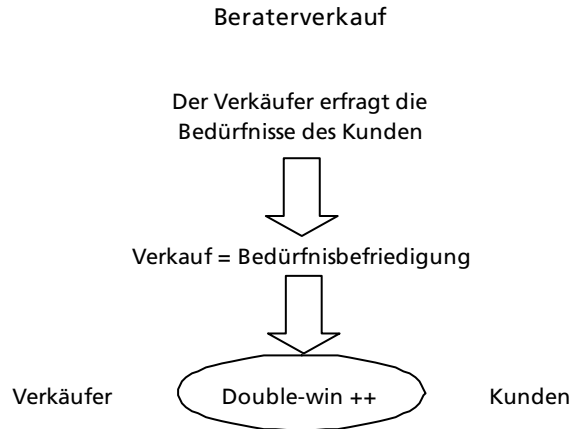 Beraterverkauf
Der Verkäufer erfragt die
Bedürfnisse des Kunden
Verkauf = Bedürfnisbefriedigung
Verkäufer Double-win ++ Kunden